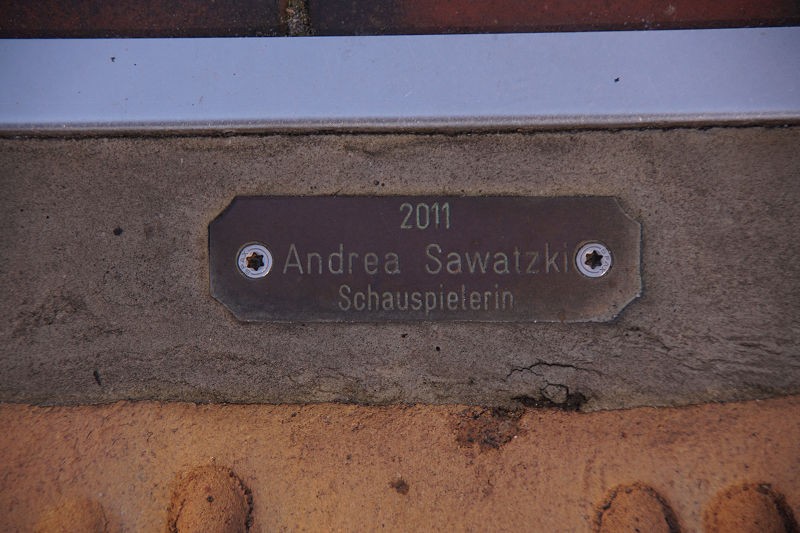 2011
Andrea Sawatzki
Schauspielerin